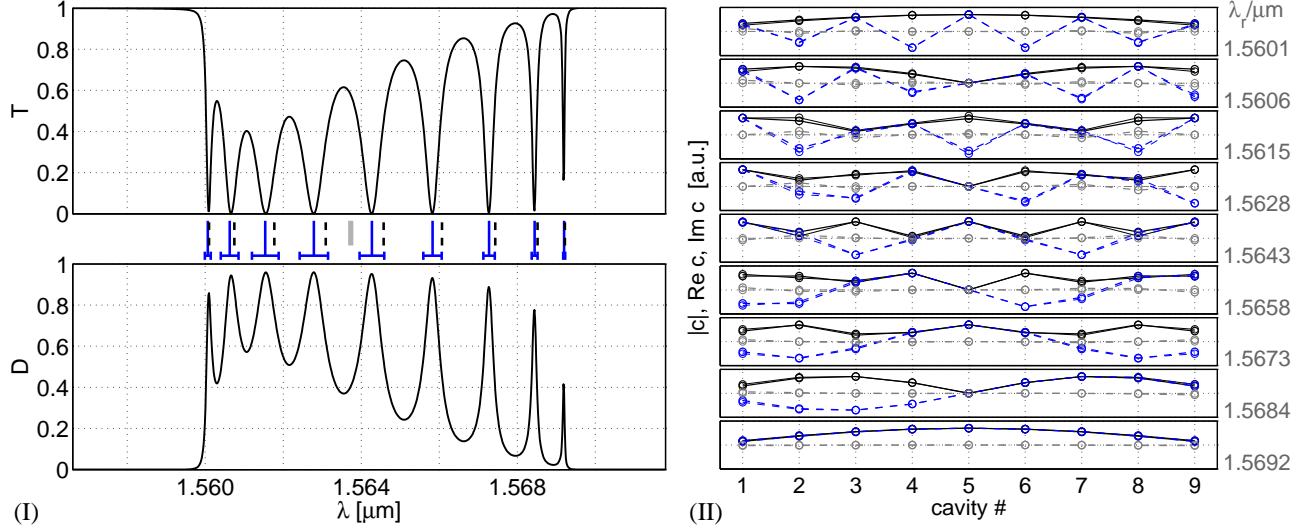 1
0.8
0.6
0.4
0.2
0
T
1
0.8
0.6
0.4
0.2
0
D
1.560
1.564
1.568
λ [μm]
(I)
λr/μm
1.5601
1.5606
1.5615
1.5628
1.5643
1.5658
1.5673
1.5684
1.5692
|c|, Re c, Im c [a.u.]
1 2 3 4 5 6 7 8 9
cavity #
(II)